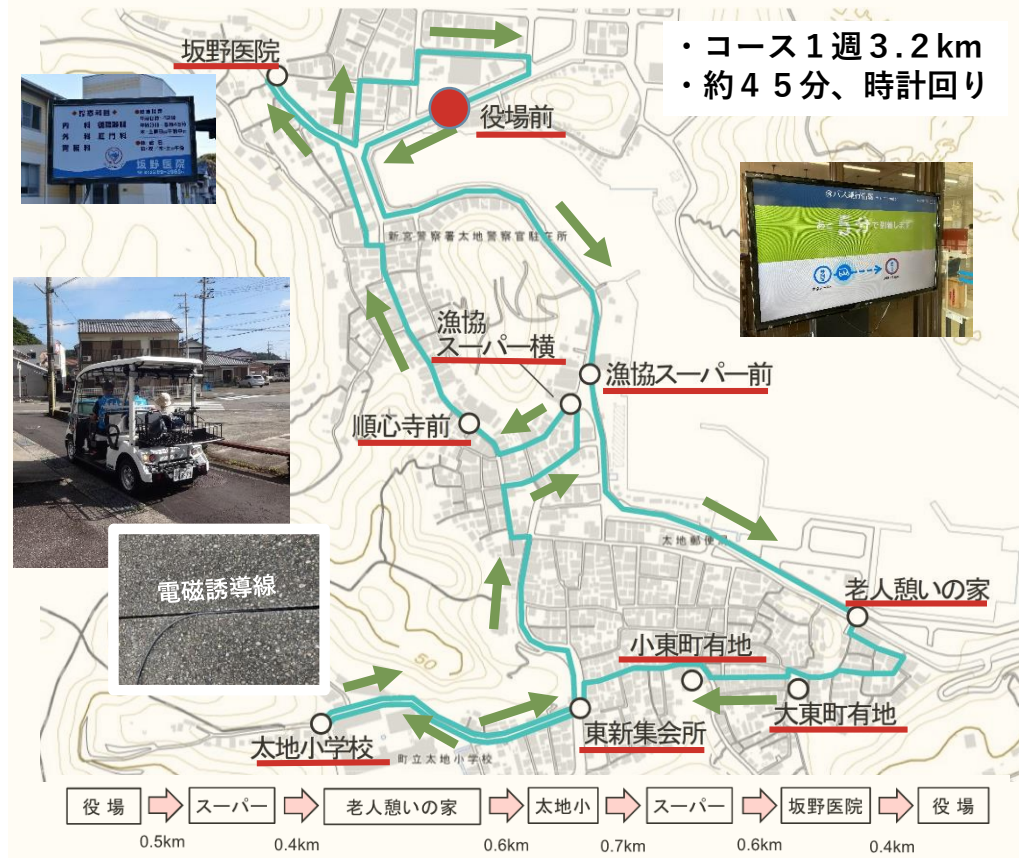 ・コース１週３.２km
・約４５分、時計回り
坂野医院
役場前
坂野医院
新宮警察署太地警察官駐在所
漁協
スーパー横
漁協スーパー前
順心寺前
太地郵便局
電磁誘導線
老人憩いの家
小東町有地
50
大東町有地
東新集会所
太地小学校
町立太地小学校
役場
スーパー
老人憩いの家
太地小
スーパー
坂野医院
役場
0.5km
0.4km
0.6km
0.7km
0.6km
0.4km